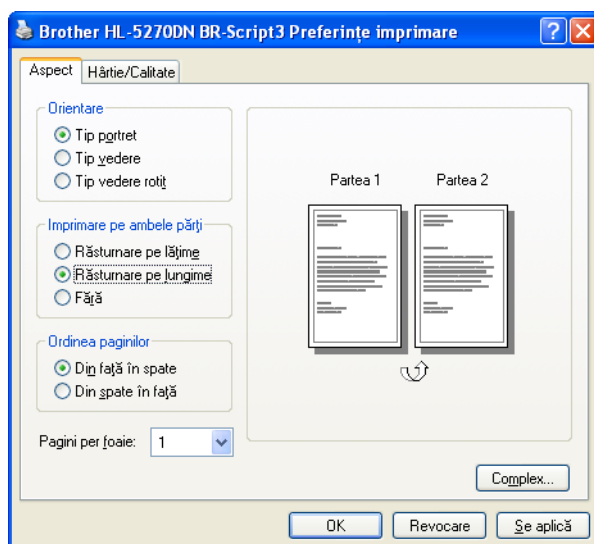 Brother HL-5270DN BR-Script3 Preferințe imprimare
Aspect
Hârtie/Calitate
Orientare
Tip portret
Tip vedere
Tip vedere rotit
Imprimare pe ambele părți
Răsturnare pe lățime
Răsturnare pe lungime
Fără
Ordinea paginilor
Din față în spate
Din spate în față
Pagini per foaie: 1
Partea 1 Partea 2
Complex...
OK Revocare Se aplică